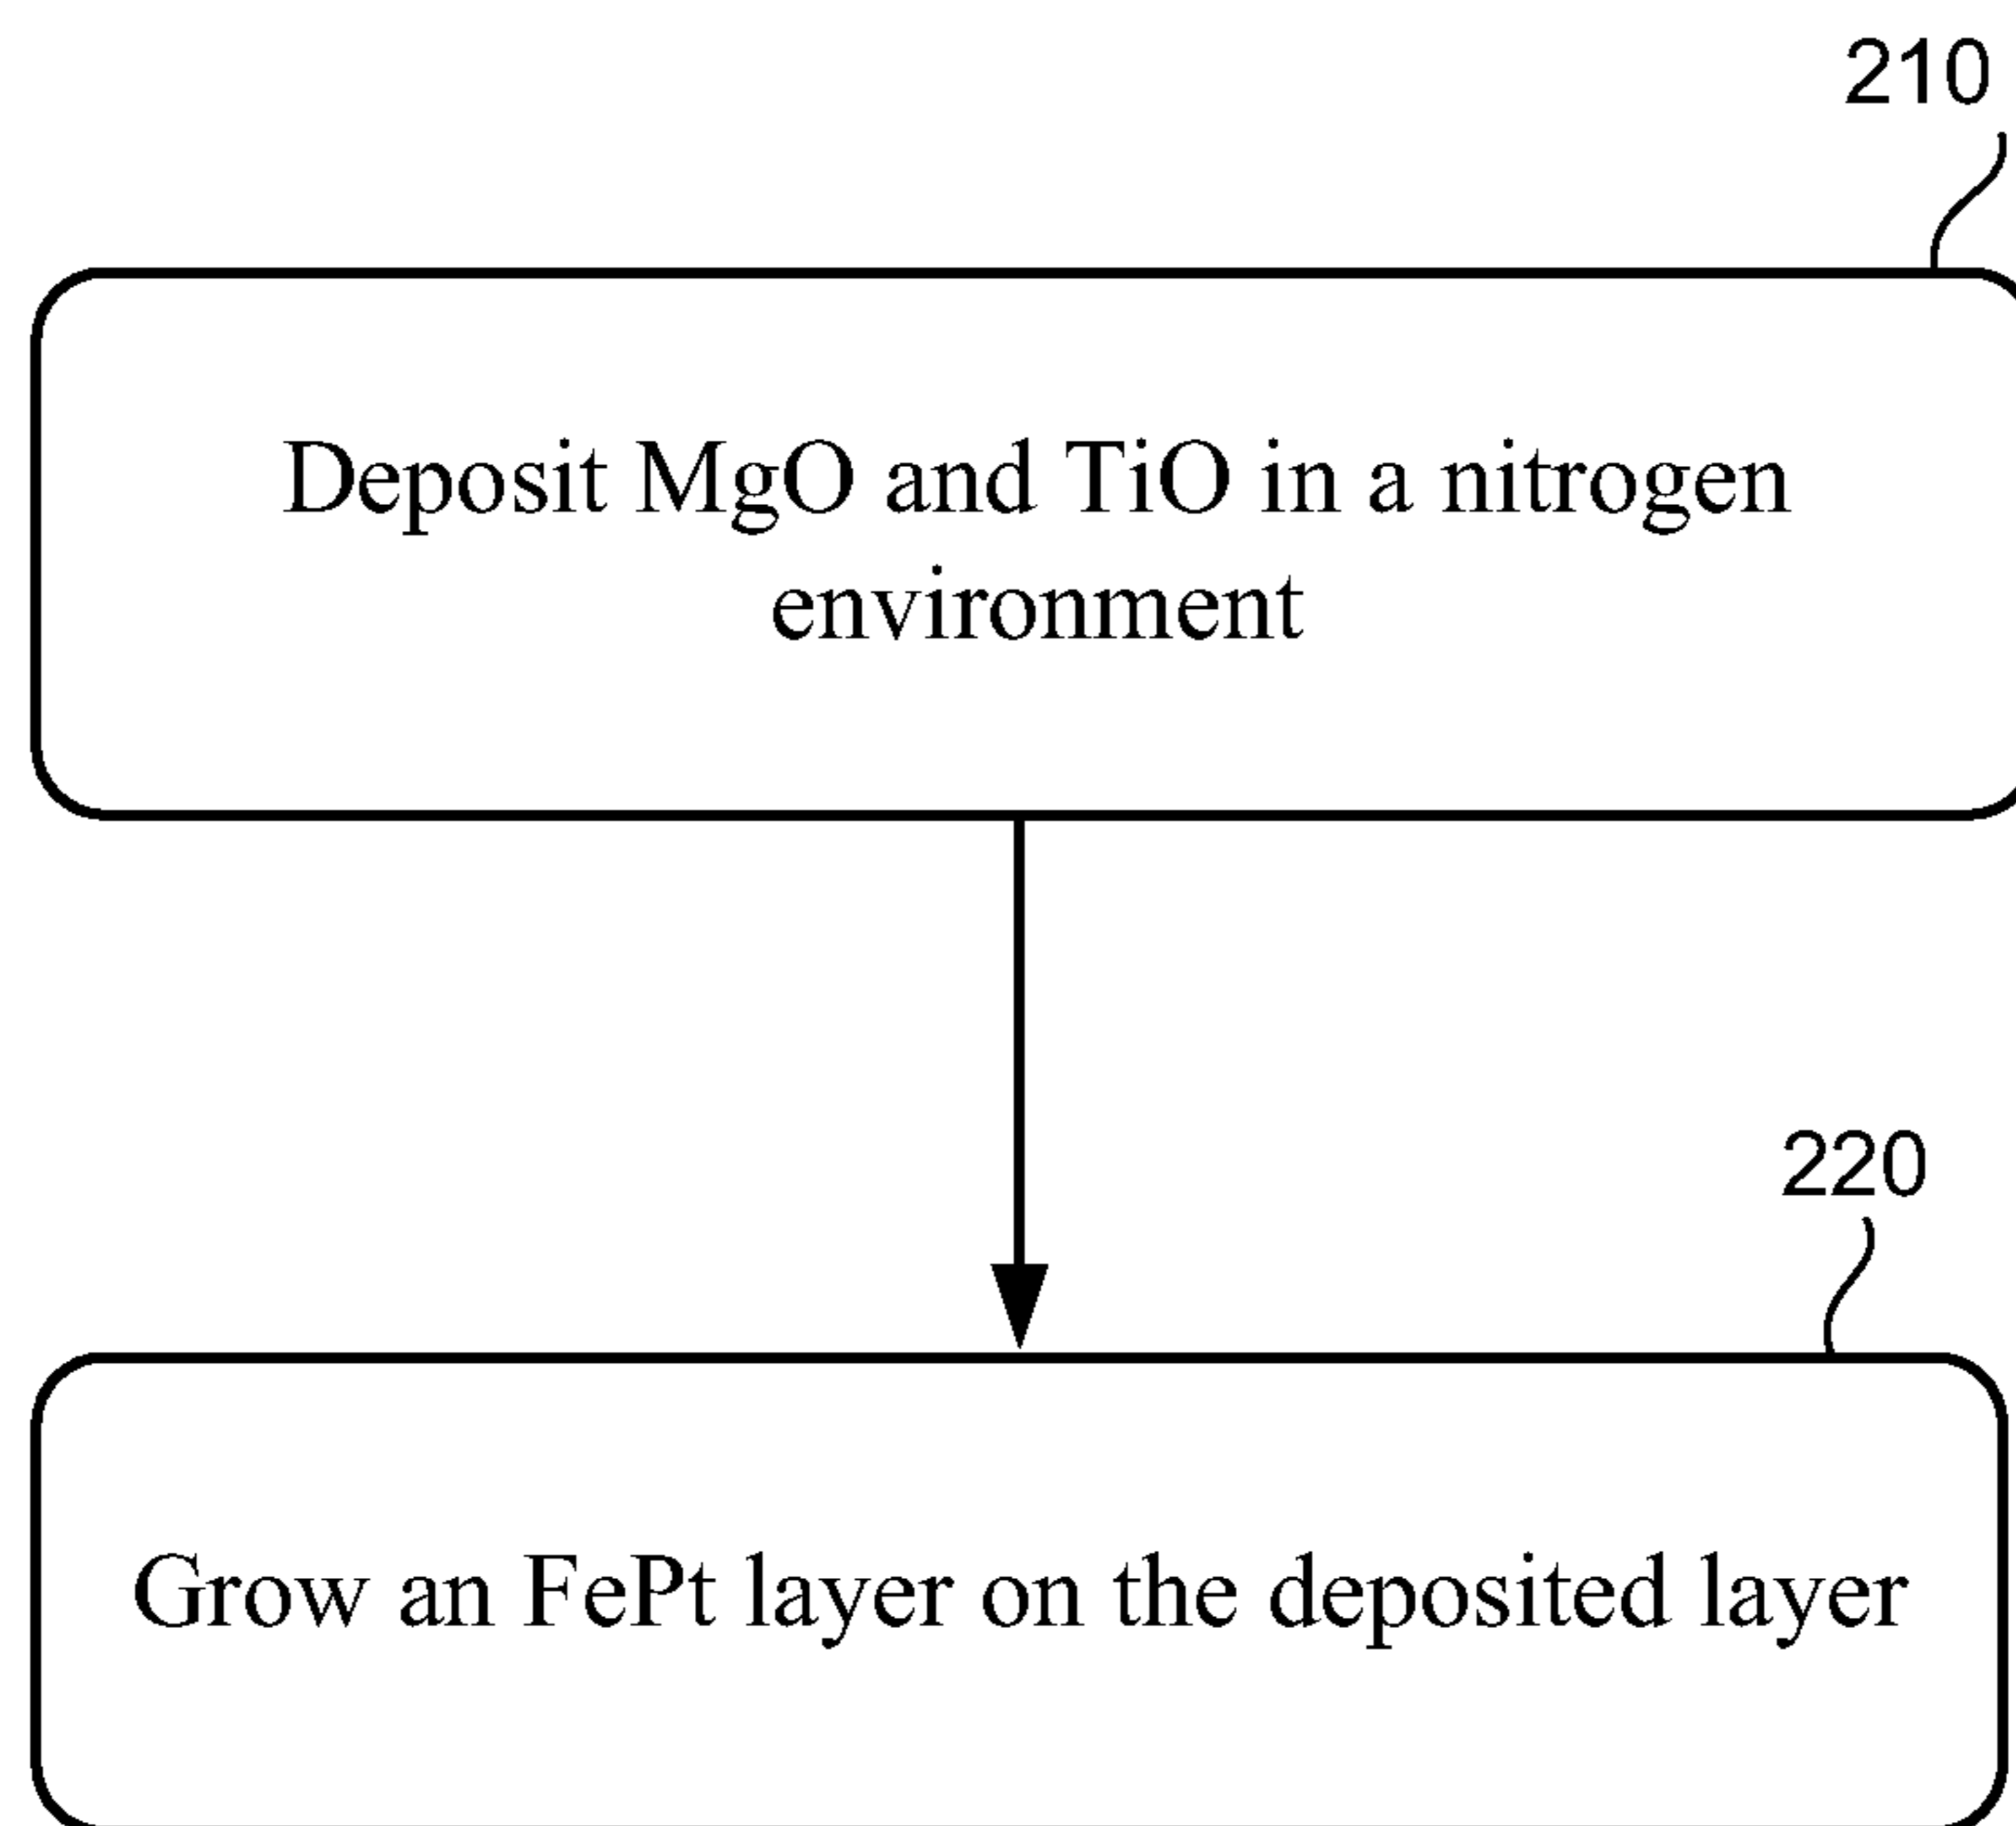 210
Deposit MgO and TiO in a nitrogen
environment
220
Grow an FePt layer on the deposited layer